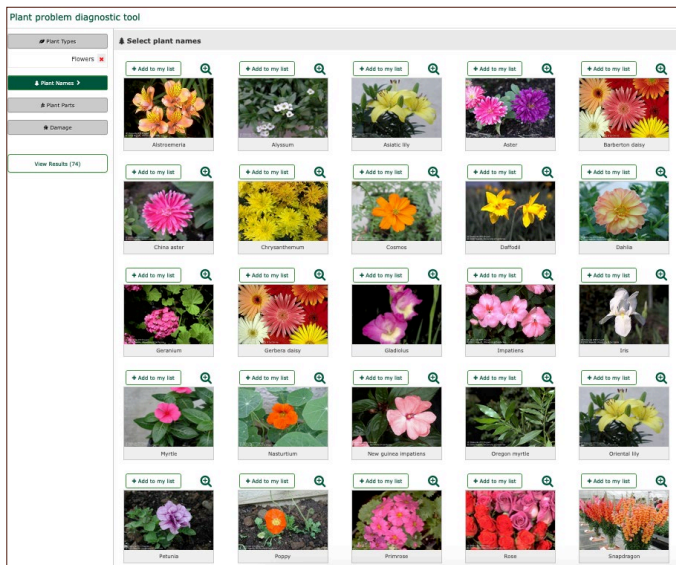 Plant problem diagnostic tool
Plant Types
Flowers
Plant Names
Plant Parts
Damage
View Results (74)
Select plant names
+ Add to my list
+ Add to my list
+ Add to my list
+ Add to my list
+ Add to my list
Alstroemeria
Alyssum
Asiatic lily
Aster
Barberton daisy
+ Add to my list
+ Add to my list
+ Add to my list
+ Add to my list
+ Add to my list
China aster
Chrysanthemum
Cosmos
Daffodil
Dahlia
+ Add to my list
+ Add to my list
+ Add to my list
+ Add to my list
+ Add to my list
Geranium
Gerbera daisy
Gladiolus
Impatiens
Iris
+ Add to my list
+ Add to my list
+ Add to my list
+ Add to my list
+ Add to my list
Myrtle
Nasturtium
New guinea impatiens
Oregon myrtle
Oriental lily
+ Add to my list
+ Add to my list
+ Add to my list
+ Add to my list
+ Add to my list
Petunia
Poppy
Primrose
Rose
Snapdragon